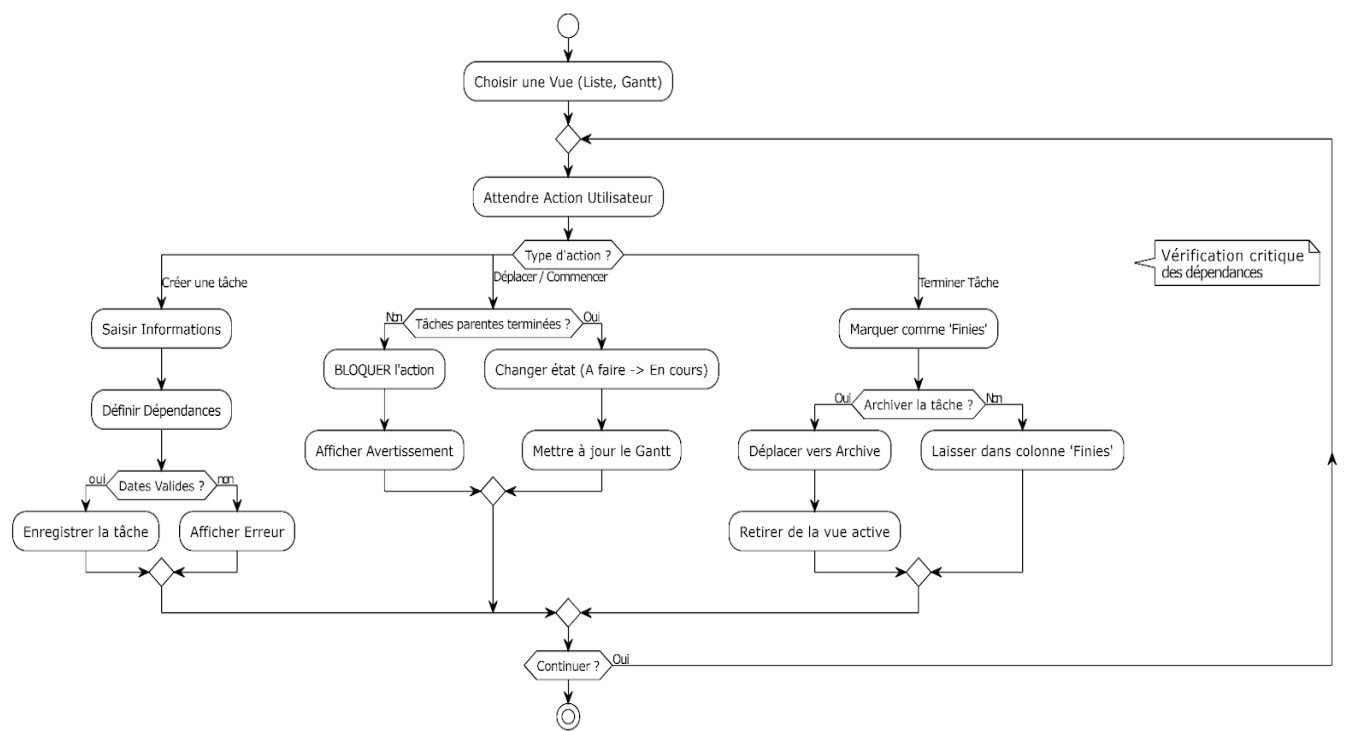 Choisir une Vue (Liste, Gantt)
Attendre Action Utilisateur
Type d'action ?
Créer une tâche
Déplacer / Commencer
Terminer Tâche
Vérification critique
des dépendances
Saisir Informations
Non
Tâches parentes terminées ?
Oui
Marquer comme 'Finies'
BLOQUER l'action
Changer état (A faire -> En cours)
Définir Dépendances
Oui
Archiver la tâche ?
Non
Afficher Avertissement
Mettre à jour le Gantt
Déplacer vers Archive
Laisser dans colonne 'Finies'
oui
Dates Valides ?
non
Enregistrer la tâche
Afficher Erreur
Retirer de la vue active
Continuer ?
Oui